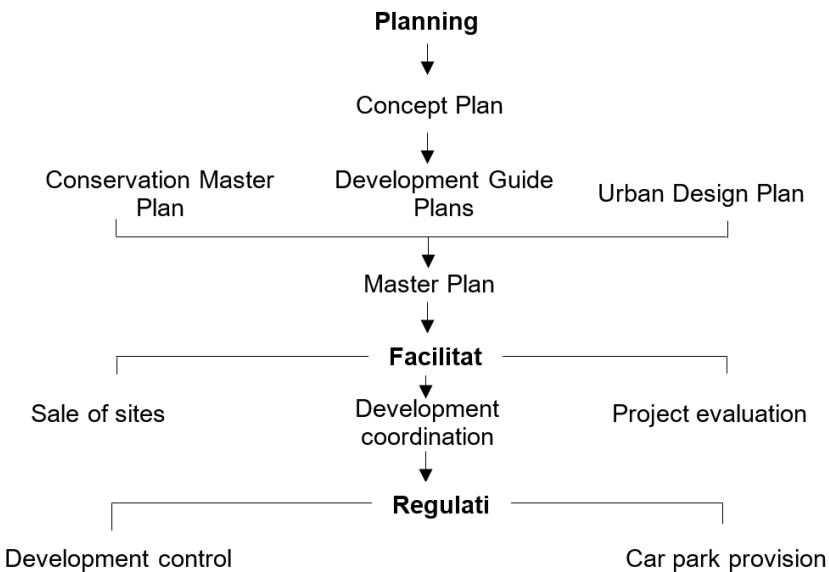 Planning
Concept Plan
Conservation Master
Plan
Development Guide
Plans
Urban Design Plan
Master Plan
Facilitat
Sale of sites
Development
coordination
Project evaluation
Regulati
Development control
Car park provision